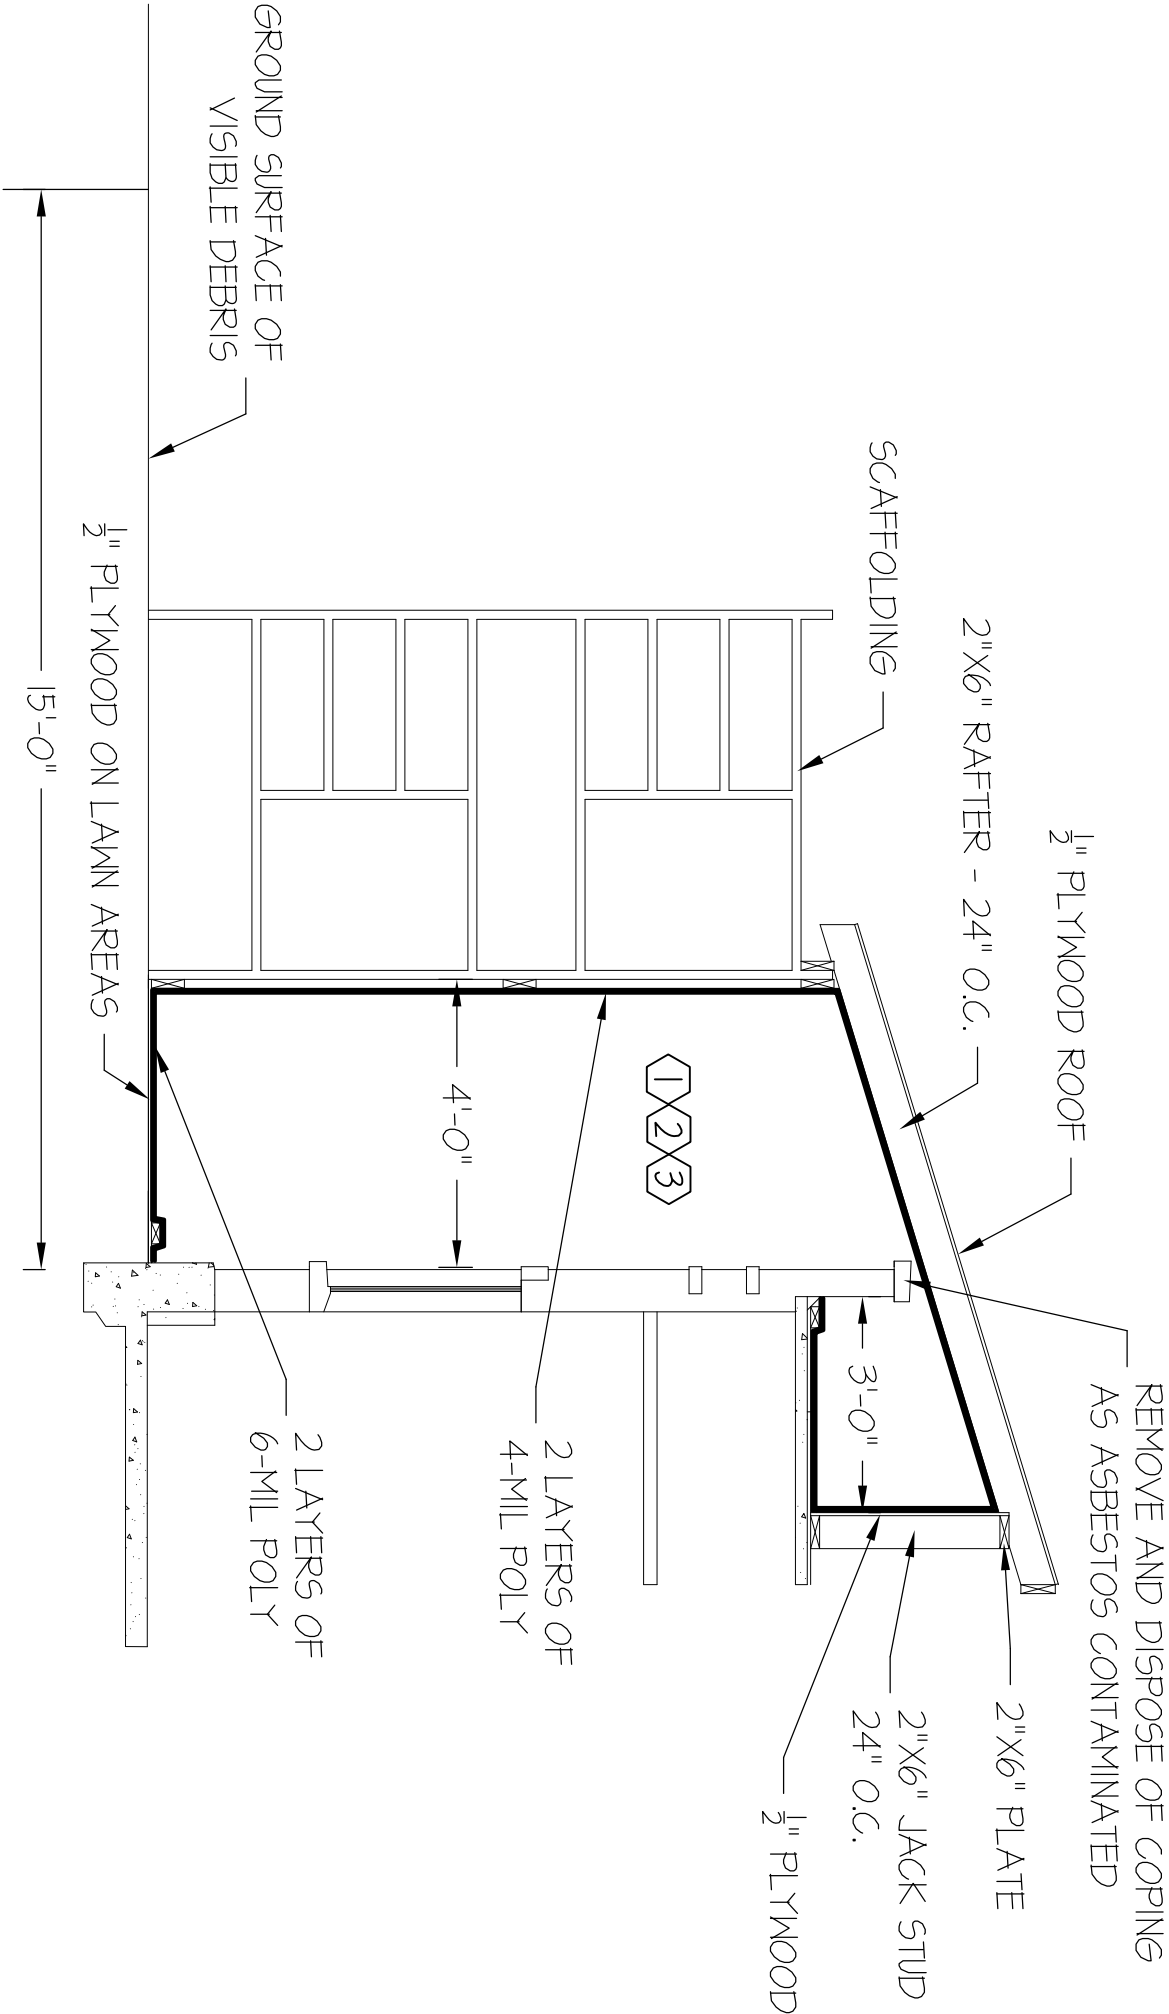 REMOVE AND DISPOSE OF COPING
AS ASBESTOS CONTAMINATED
½" PLYWOOD ROOF
2"X6" RAFTER - 24" O.C.
SCAFFOLDING
2"X6" PLATE
2"X6" JACK STUD
24" O.C.
½" PLYWOOD
3'-0"
1 2 3
4'-0"
2 LAYERS OF
4-MIL POLY
2 LAYERS OF
6-MIL POLY
GROUND SURFACE OF
VISIBLE DEBRIS
½" PLYWOOD ON LAWN AREAS
15'-0"